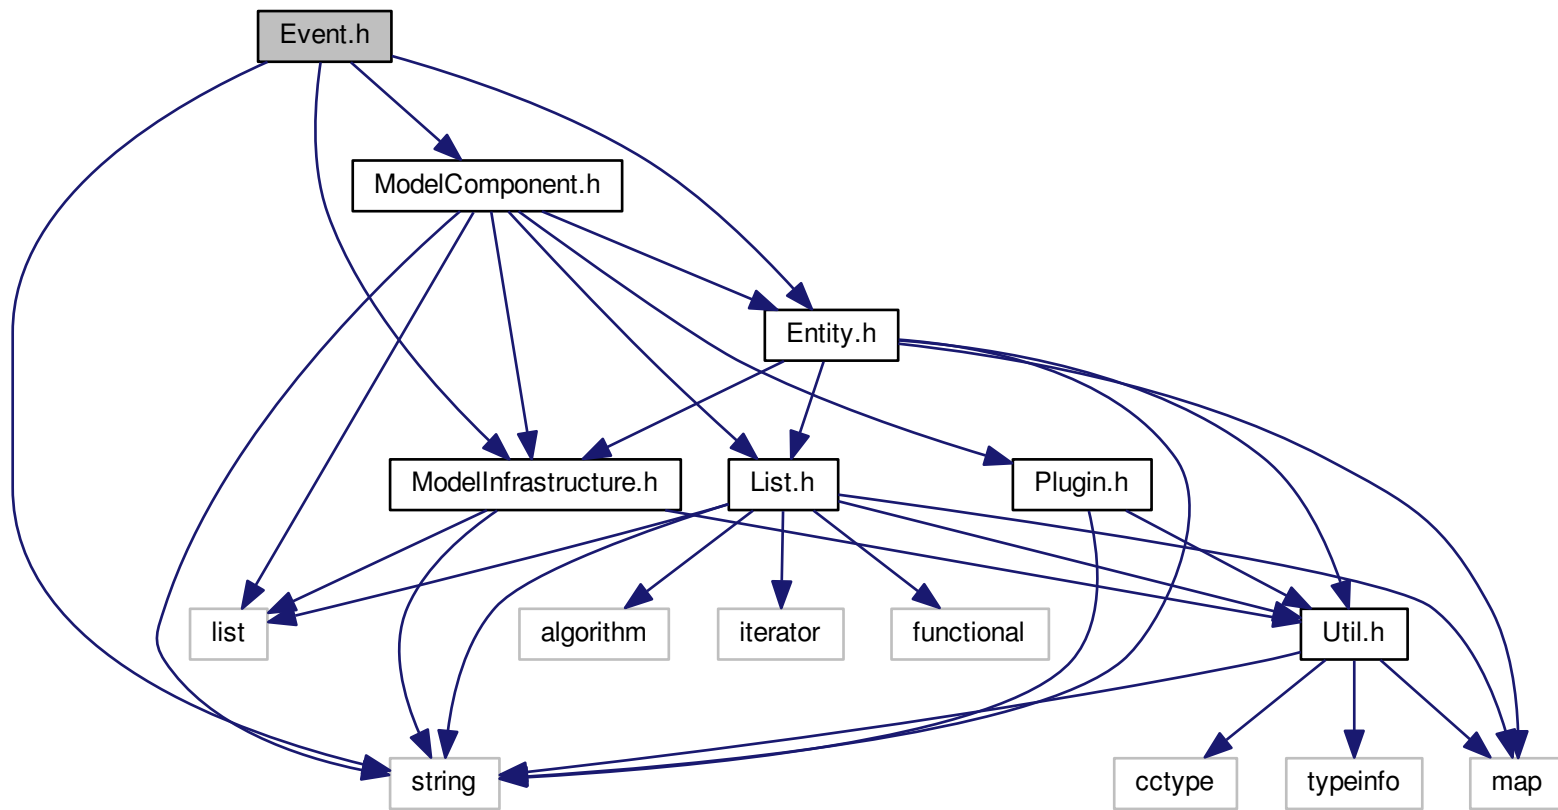 Event.h
ModelComponent.h
Entity.h
ModelInfrastructure.h
List.h
Plugin.h
list
algorithm
iterator
functional
Util.h
string
cctype
typeinfo
map